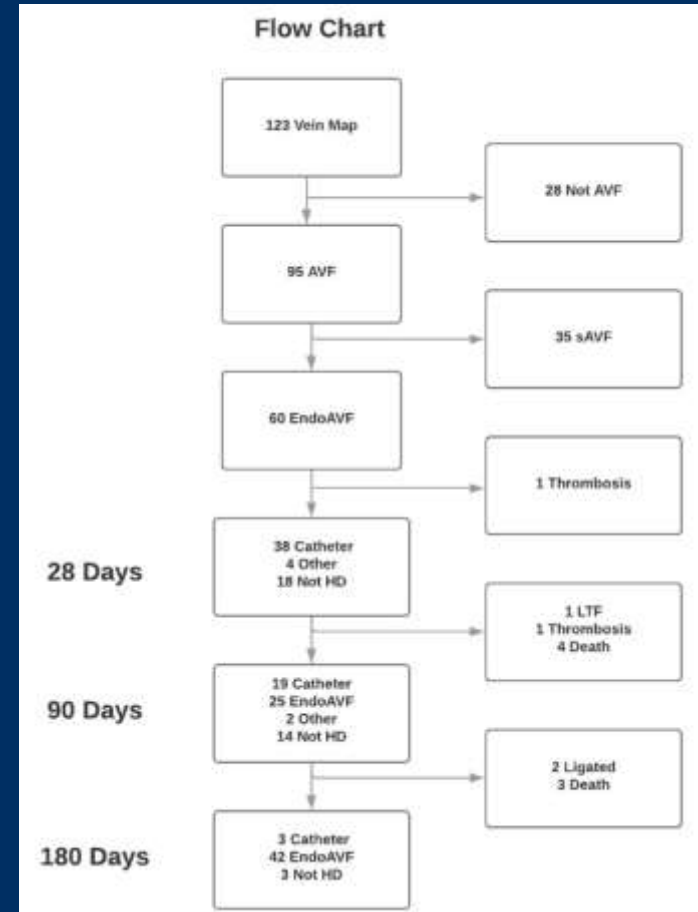 Flow Chart
123 Vein Map
28 Not AVF
95 AVF
35 sAVF
60 EndoAVF
1 Thrombosis
28 Days
38 Catheter
4 Other
18 Not HD
1 LTF
1 Thrombosis
4 Death
90 Days
19 Catheter
25 EndoAVF
2 Other
14 Not HD
2 Ligated
3 Death
180 Days
3 Catheter
42 EndoAVF
3 Not HD